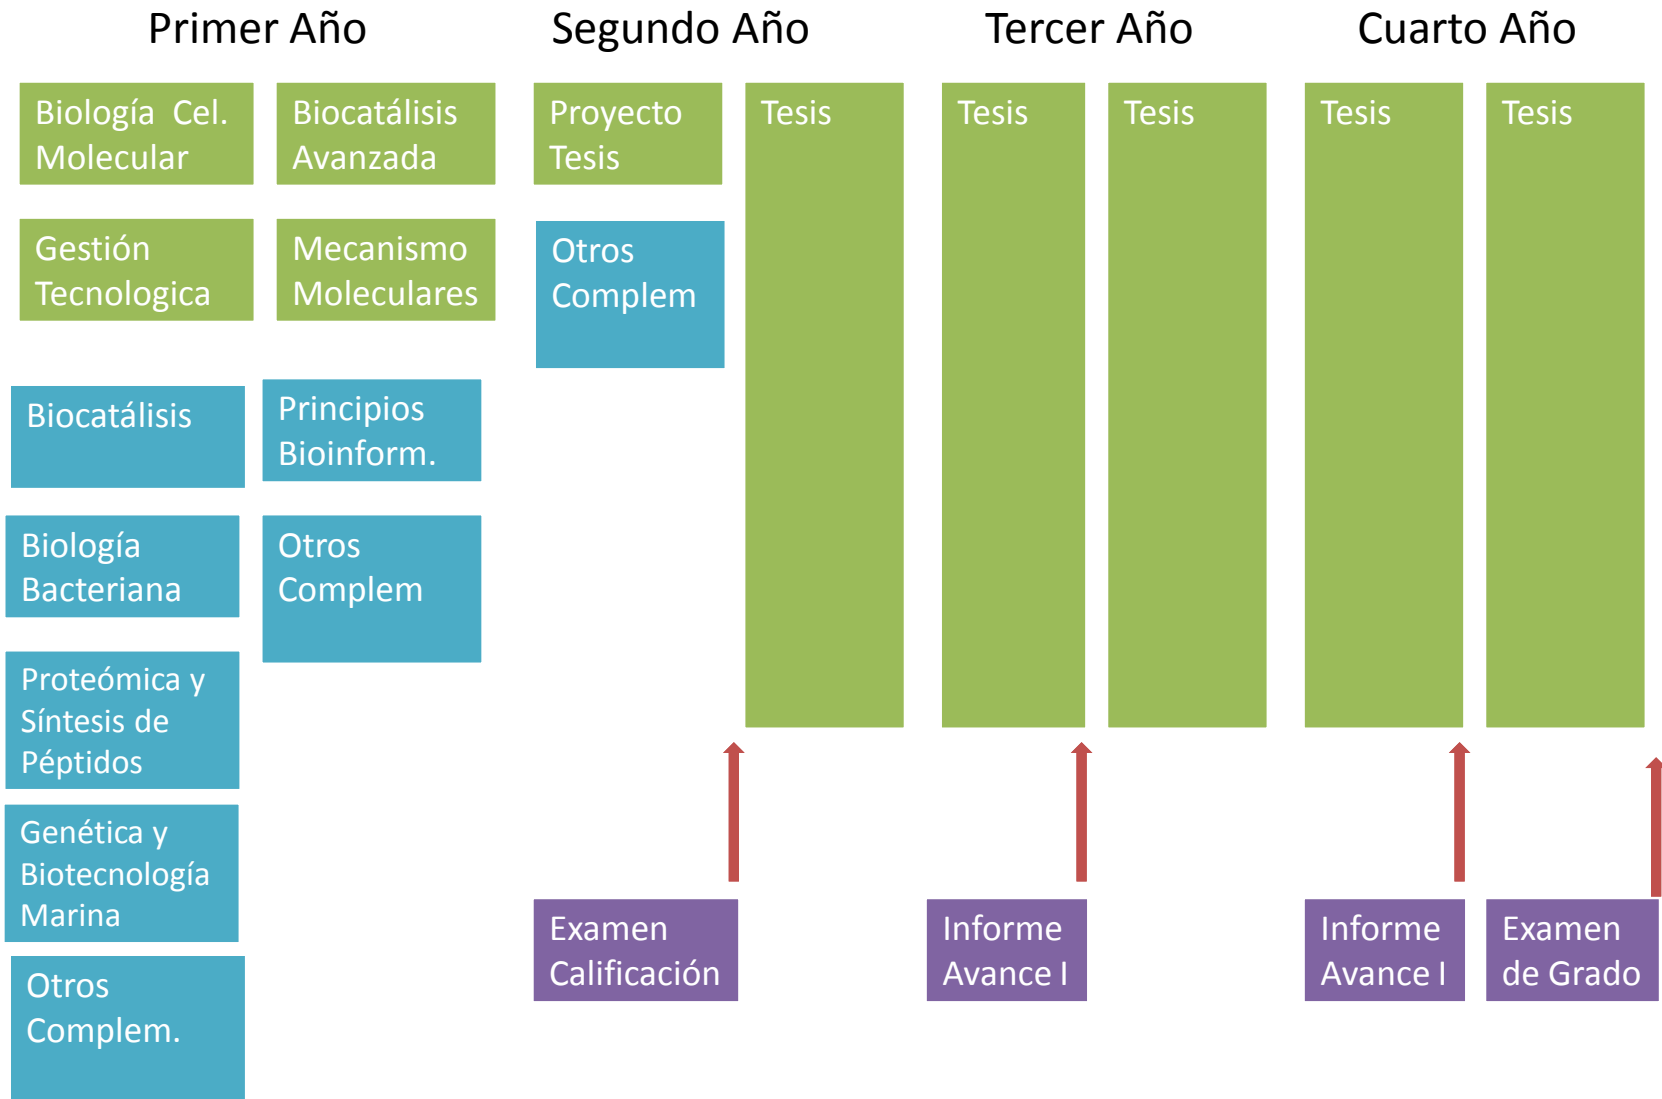 Primer Año
Segundo Año
Tercer Año
Cuarto Año
Biología Cel.
Molecular
Biocatálisis
Avanzada
Proyecto
Tesis
Tesis
Tesis
Tesis
Tesis
Tesis
Gestión
Tecnologica
Mecanismo
Moleculares
Otros
Complem
Biocatálisis
Principios
Bioinform.
Biología
Bacteriana
Otros
Complem
Proteómica y
Síntesis de
Péptidos
Genética y
Biotecnología
Marina
Otros
Complem.
Examen
Calificación
Informe
Avance I
Informe
Avance I
Examen
de Grado